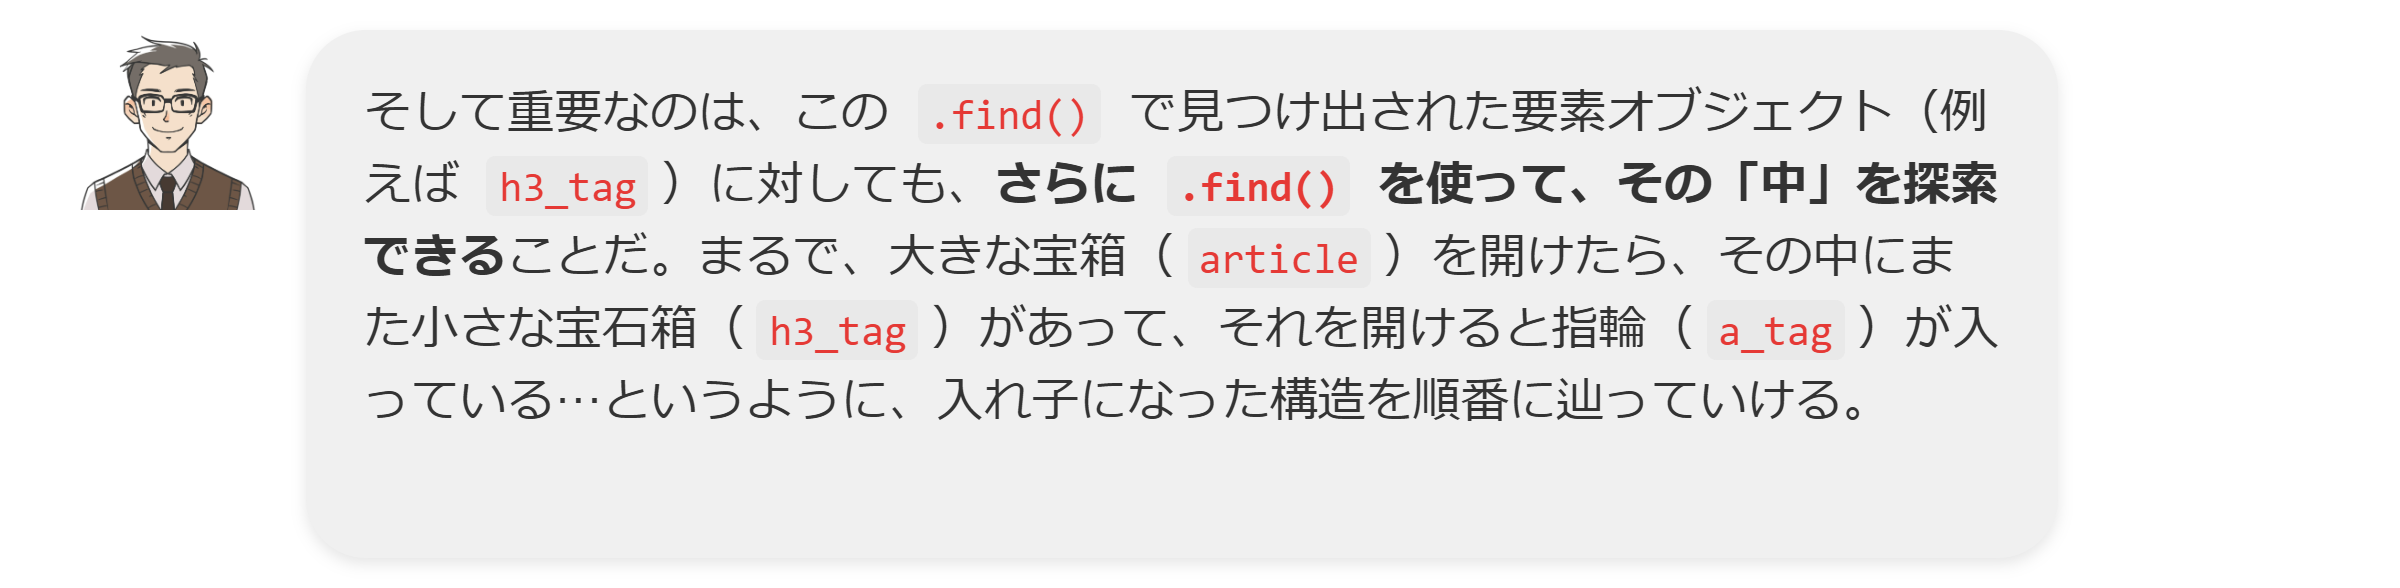 そして重要なのは、この .find() で見つけ出された要素オブジェクト（例
えば h3_tag ）に対しても、さらに .find() を使って、その「中」を探索
できることだ。まるで、大きな宝箱（ article ）を開けたら、その中にま
た小さな宝石箱（ h3_tag ）があって、それを開けると指輪（ a_tag ）が入
っている…というように、入れ子になった構造を順番に辿っていける。